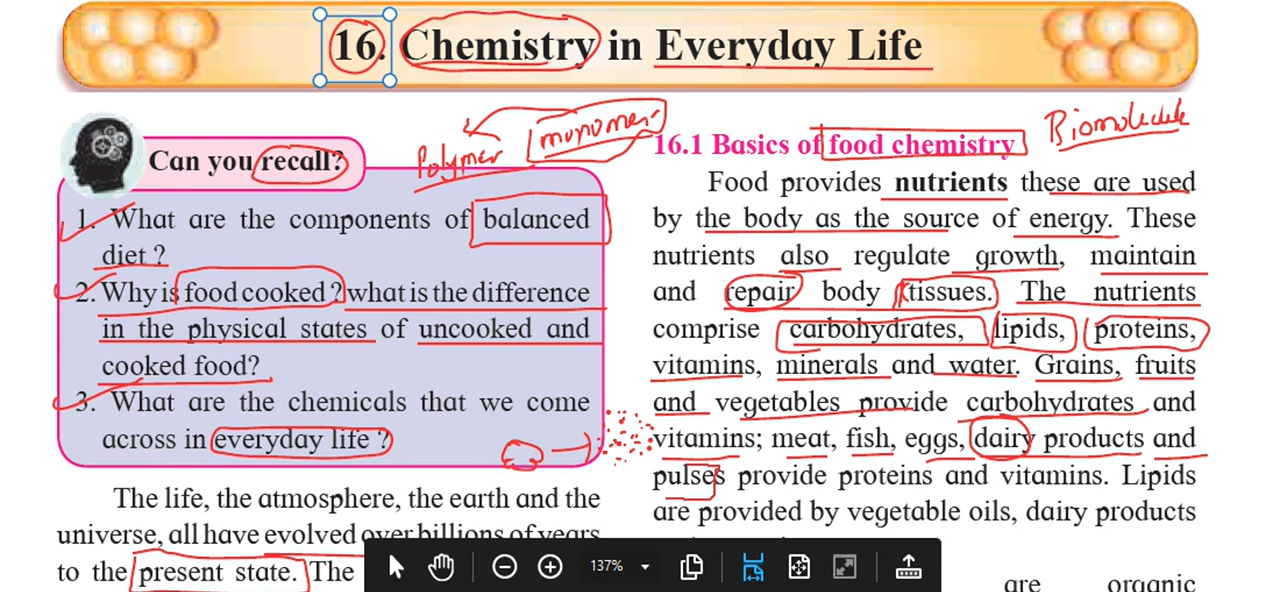 16. Chemistry in Everyday Life
Can you recall?
1. What are the components of balanced
diet ?
2. Why is food cooked ? what is the difference
in the physical states of uncooked and
cooked food?
3. What are the chemicals that we come
across in everyday life ?
The life, the atmosphere, the earth and the
universe, all have evolved over billions of years
to the present state. The
Polymer
monomer
Biomolecule
16.1 Basics of food chemistry
Food provides nutrients these are used
by the body as the source of energy. These
nutrients also regulate growth, maintain
and repair body tissues. The nutrients
comprise carbohydrates, lipids, proteins,
vitamins, minerals and water. Grains, fruits
and vegetables provide carbohydrates and
vitamins; meat, fish, eggs, dairy products and
pulses provide proteins and vitamins. Lipids
are provided by vegetable oils, dairy products
are organic
137%